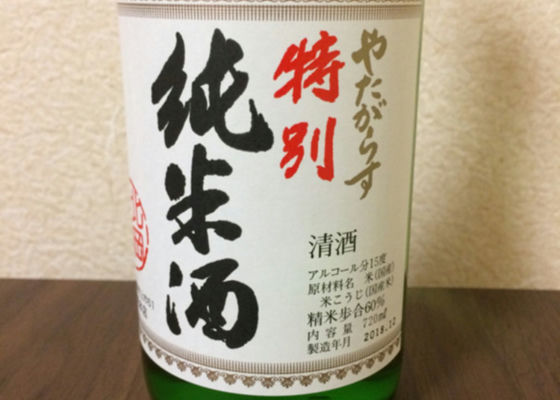 やたがらす
特別
純米酒
清酒
アルコール分15度
原材料名 米(国産)
米こうじ(国産米)
精米歩合60%
内容量 720ml
製造年月 2018.12